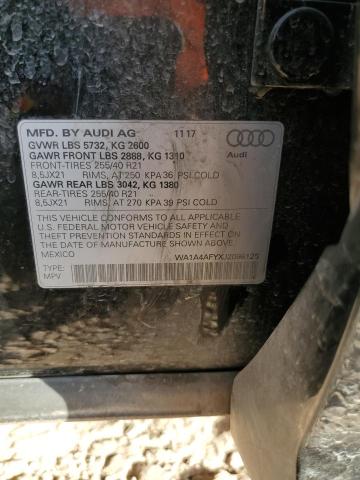 MFD. BY AUDI AG 11 17
GVWR LBS 5732, KG 2600
GAWR FRONT LBS 2888, KG 1310
FRONT-TIRES 255/40 R21
8,5JX21 RIMS, AT 250 KPA 36 PSI COLD
GAWR REAR LBS 3042, KG 1380
REAR-TIRES 255/40 R21
8,5JX21 RIMS, AT 270 KPA 39 PSI COLD
THIS VEHICLE CONFORMS TO ALL APPLICABLE
U.S. FEDERAL MOTOR VEHICLE SAFETY AND
THEFT PREVENTION STANDARDS IN EFFECT ON
THE DATE OF MANUFACTURE SHOWN ABOVE.
MEXICO
TYPE: WA1A4AFYXJ2096125
MPV
Audi